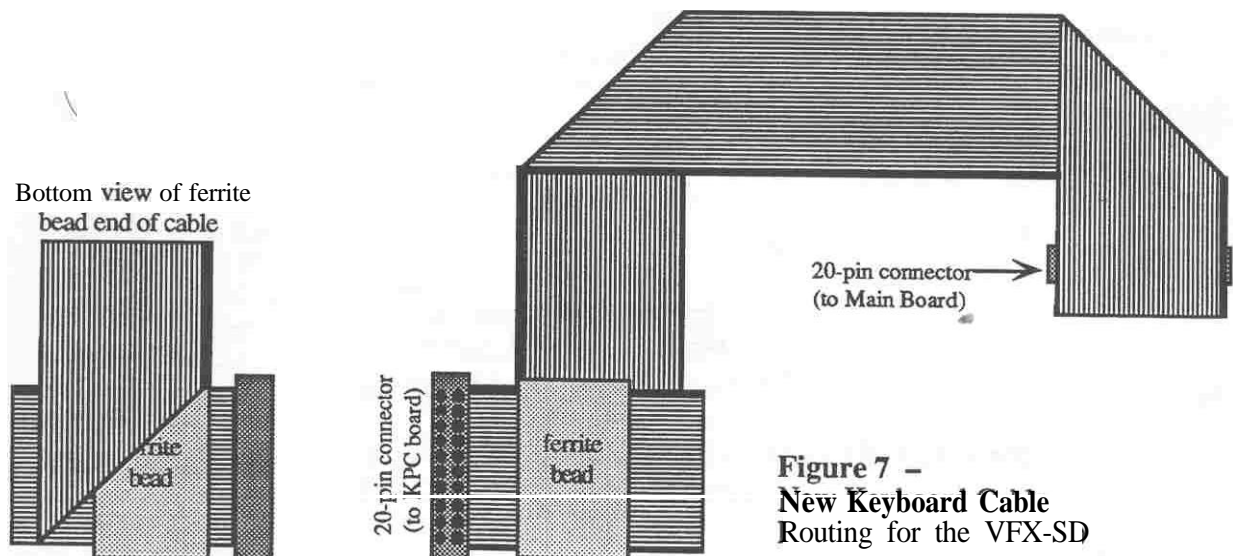 Bottom view of ferrite
bead end of cable
rrite
bead
20-pin connector
(to KPC board)
ferrite
bead
20-pin connector
(to Main Board)
Figure 7 –
New Keyboard Cable
Routing for the VFX-SD